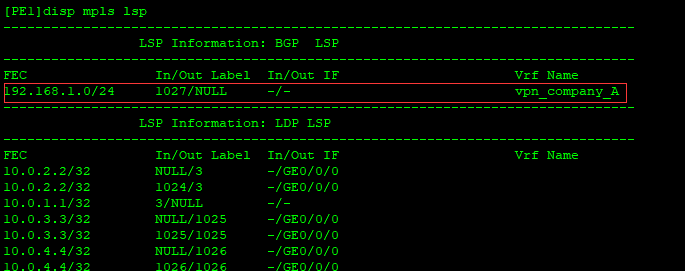 [PE1]disp mpls lsp
-------------------------------------------------------------------------------
LSP Information: BGP  LSP
-------------------------------------------------------------------------------
FEC                In/Out Label  In/Out IF                      Vrf Name
192.168.1.0/24     1027/NULL     -/-                            vpn_company_A
-------------------------------------------------------------------------------
LSP Information: LDP LSP
-------------------------------------------------------------------------------
FEC                In/Out Label  In/Out IF                      Vrf Name
10.0.2.2/32        NULL/3        -/GE0/0/0
10.0.2.2/32        1024/3        -/GE0/0/0
10.0.1.1/32        3/NULL        -/-
10.0.3.3/32        NULL/1025     -/GE0/0/0
10.0.3.3/32        1025/1025     -/GE0/0/0
10.0.4.4/32        NULL/1026     -/GE0/0/0
10.0.4.4/32        1026/1026     -/GE0/0/0